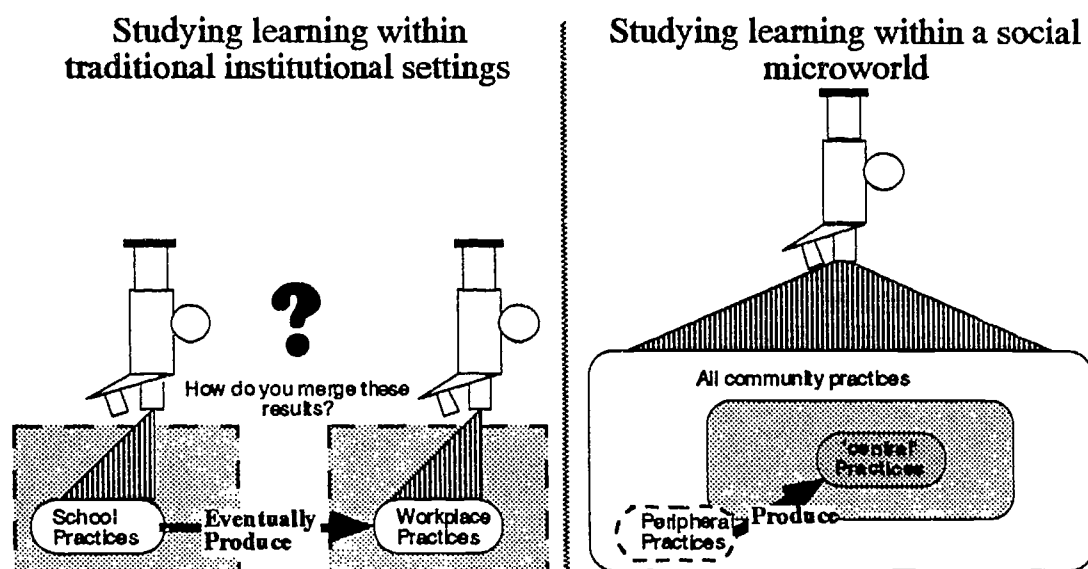 Studying learning within
traditional institutional settings
?
How do you merge these
results?
School
Practices
Eventually
Produce
Workplace
Practices
Studying learning within a social
microworld
All community practices
'central'
Practices
Peripheral
Practices
Produce